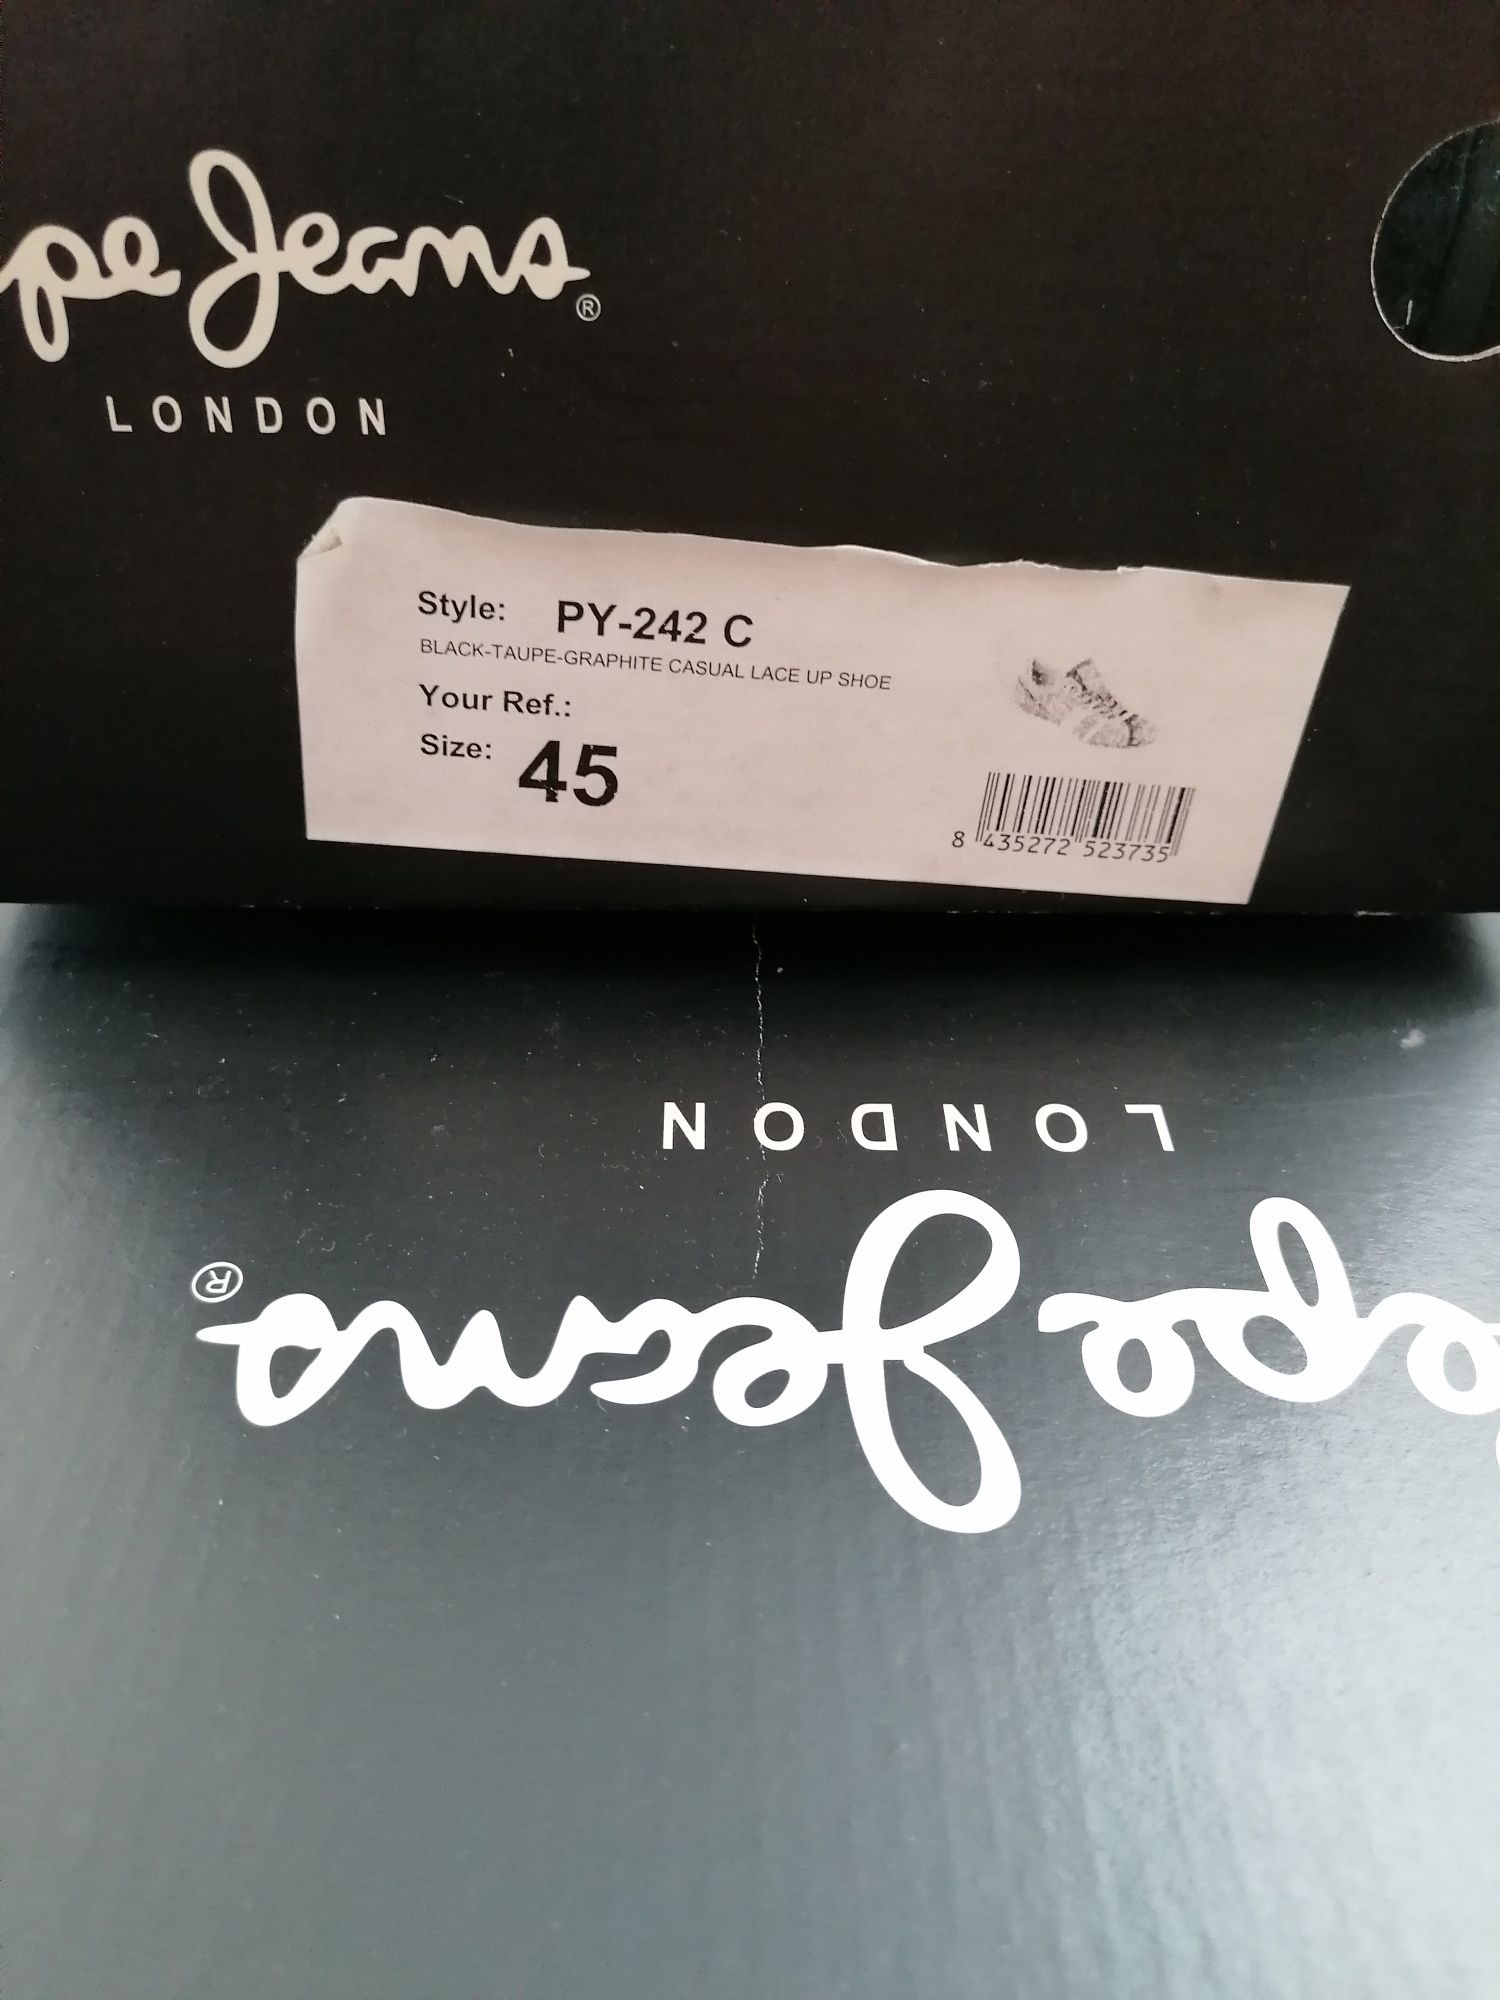 pe Jeans®
LONDON
Style: PY-242 C
BLACK-TAUPE-GRAPHITE CASUAL LACE UP SHOE
Your Ref.:
Size: 45
8 435272 523735
LONDON
epe Jeans®